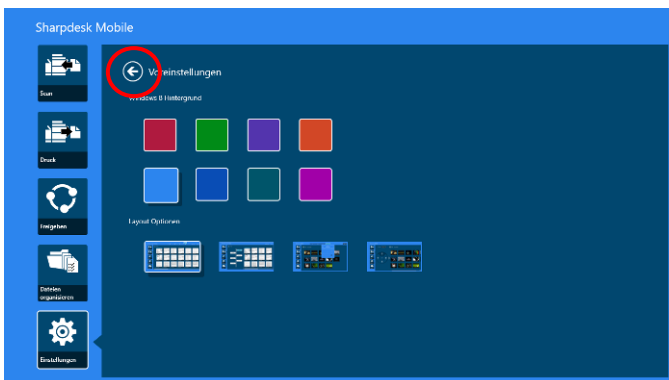 Sharpdesk Mobile
Voreinstellungen
Windows 8 Hintergrund
Scan
Druck
Layout Optionen
Freigeben
Dateien
organisieren
Einstellungen